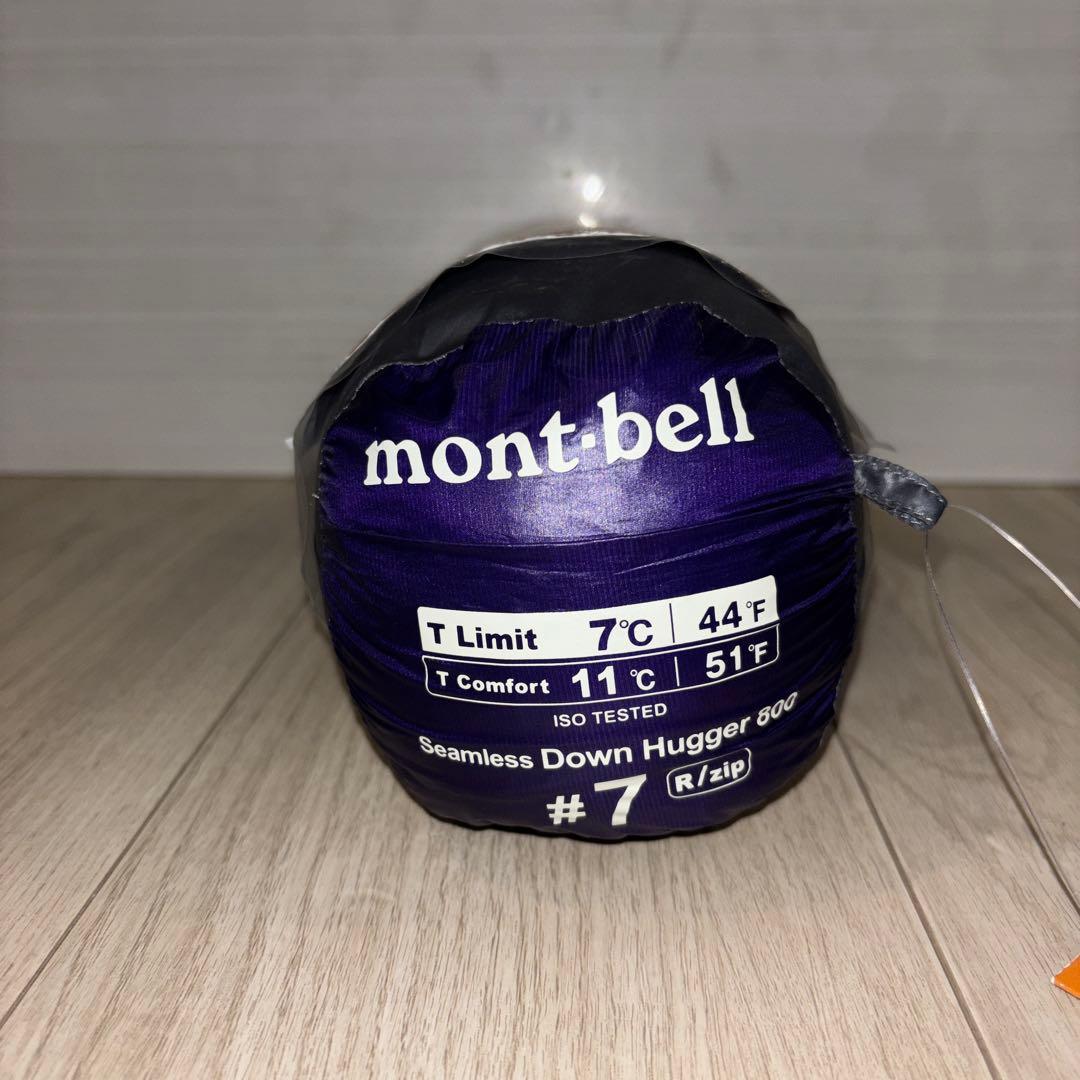 mont·bell
T Limit 7℃ 44°F
T Comfort 11℃ 51°F
ISO TESTED
Seamless Down Hugger 800
#7 R/zip